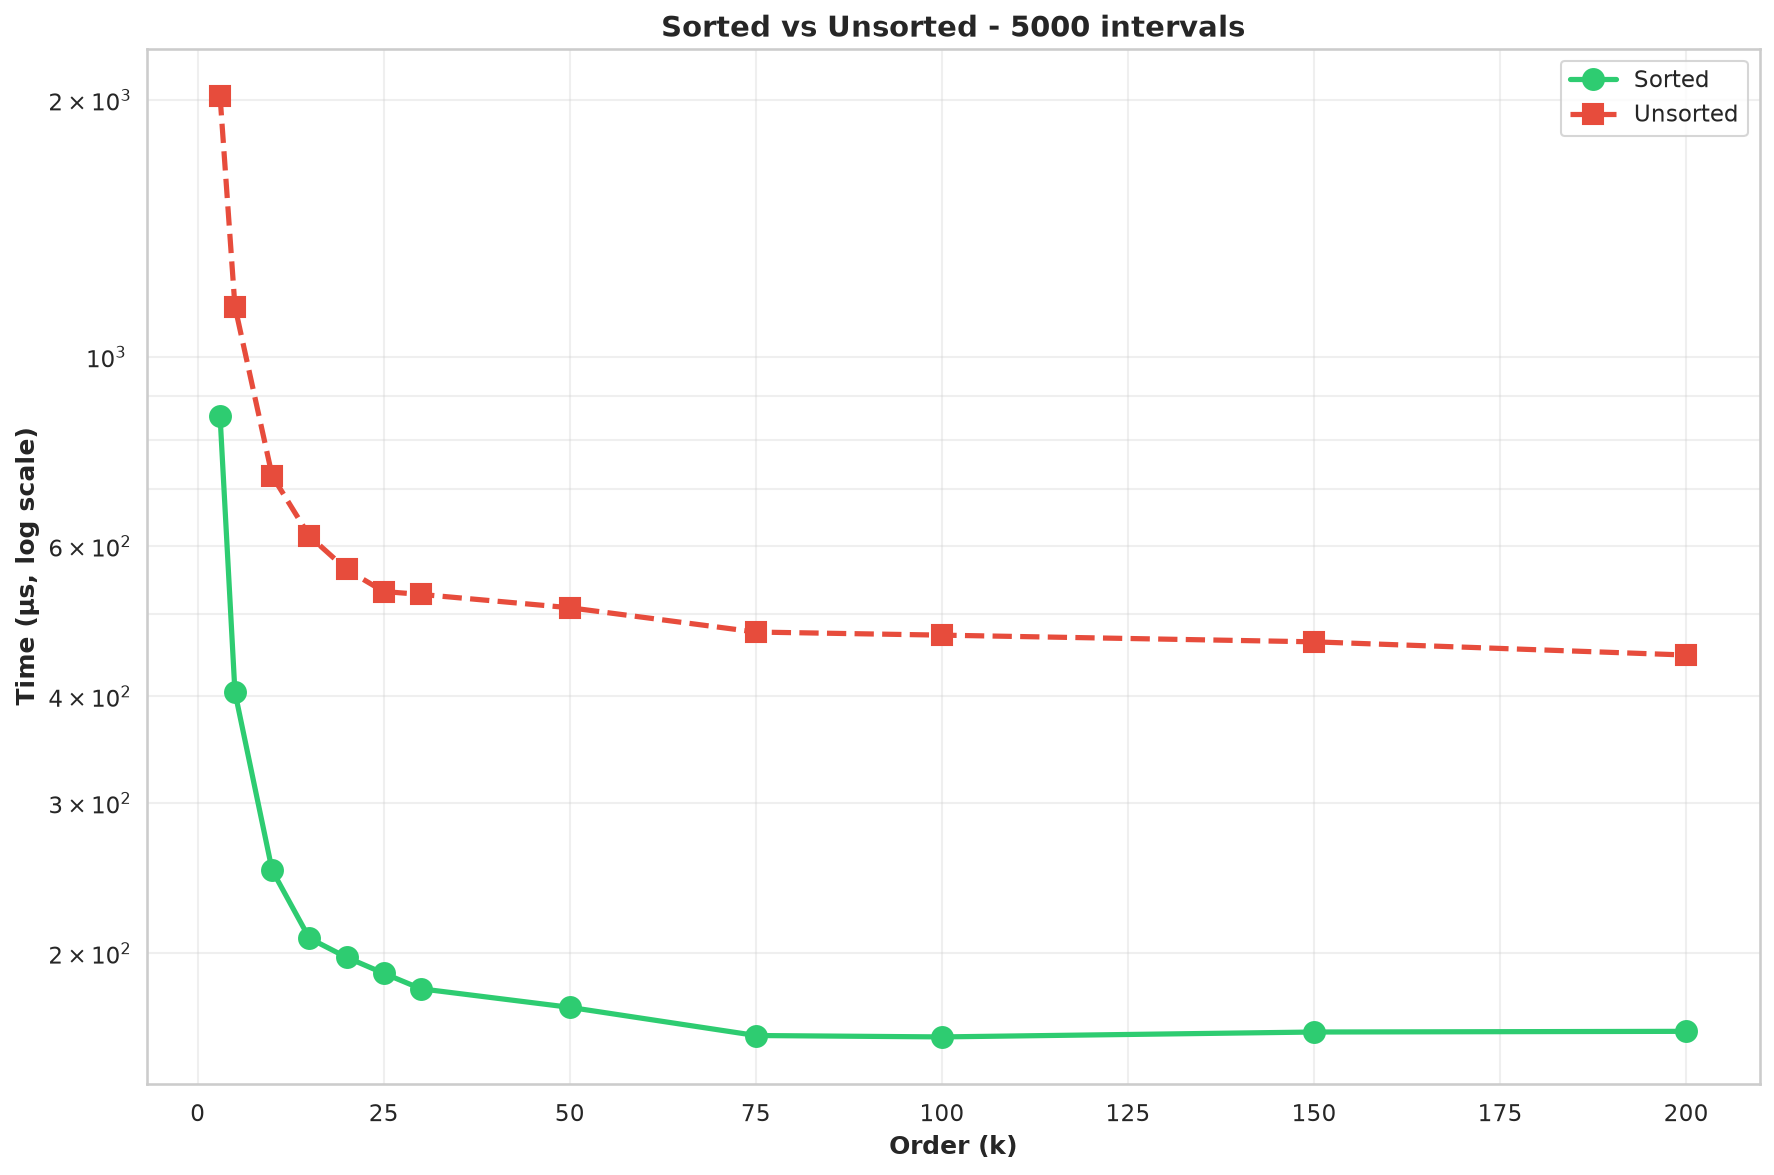 Sorted vs Unsorted - 5000 intervals
Sorted
Unsorted
2 × 10³
10³
6 × 10²
4 × 10²
3 × 10²
2 × 10²
Time (µs, log scale)
0 25 50 75 100 125 150 175 200
Order (k)